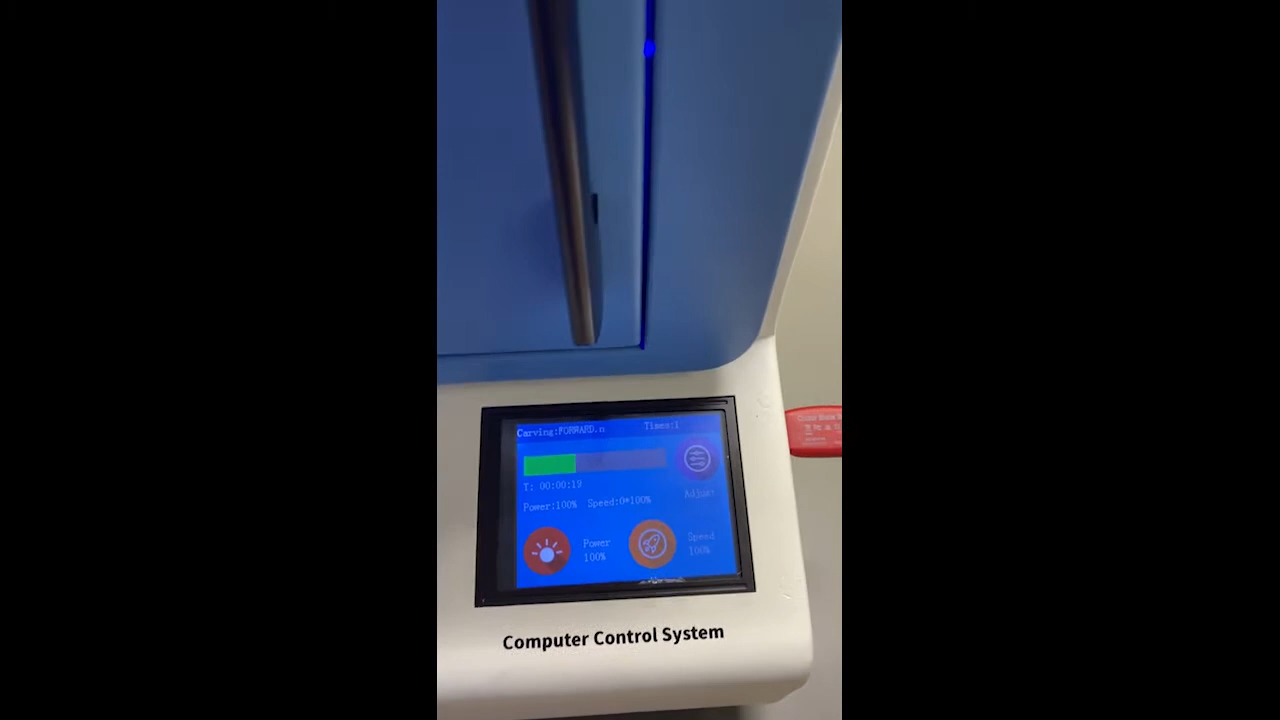 Carving:FORWARD.n
Times:1
T: 00:00:19
Adjust
Power:100% Speed:0*100%
Power
100%
Speed
100%
Computer Control System